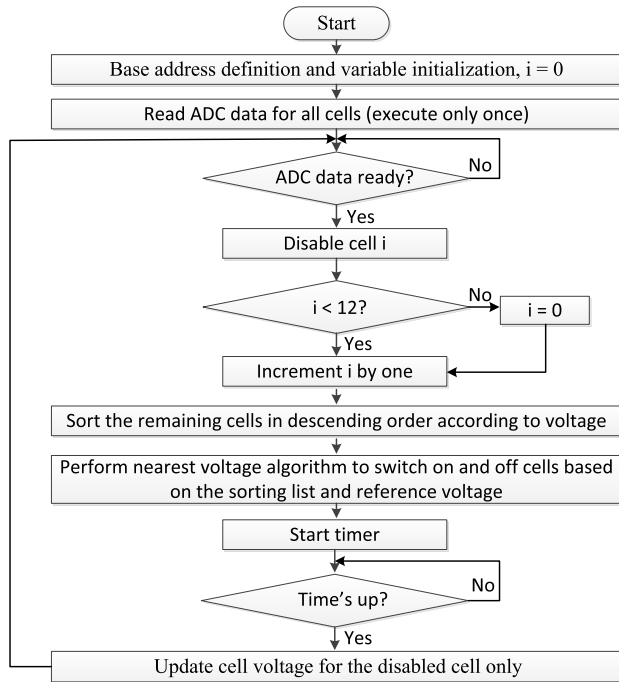 Start
Base address definition and variable initialization, i = 0
Read ADC data for all cells (execute only once)
ADC data ready?
No
Yes
Disable cell i
i < 12?
No
i = 0
Yes
Increment i by one
Sort the remaining cells in descending order according to voltage
Perform nearest voltage algorithm to switch on and off cells based
on the sorting list and reference voltage
Start timer
Time's up?
No
Yes
Update cell voltage for the disabled cell only